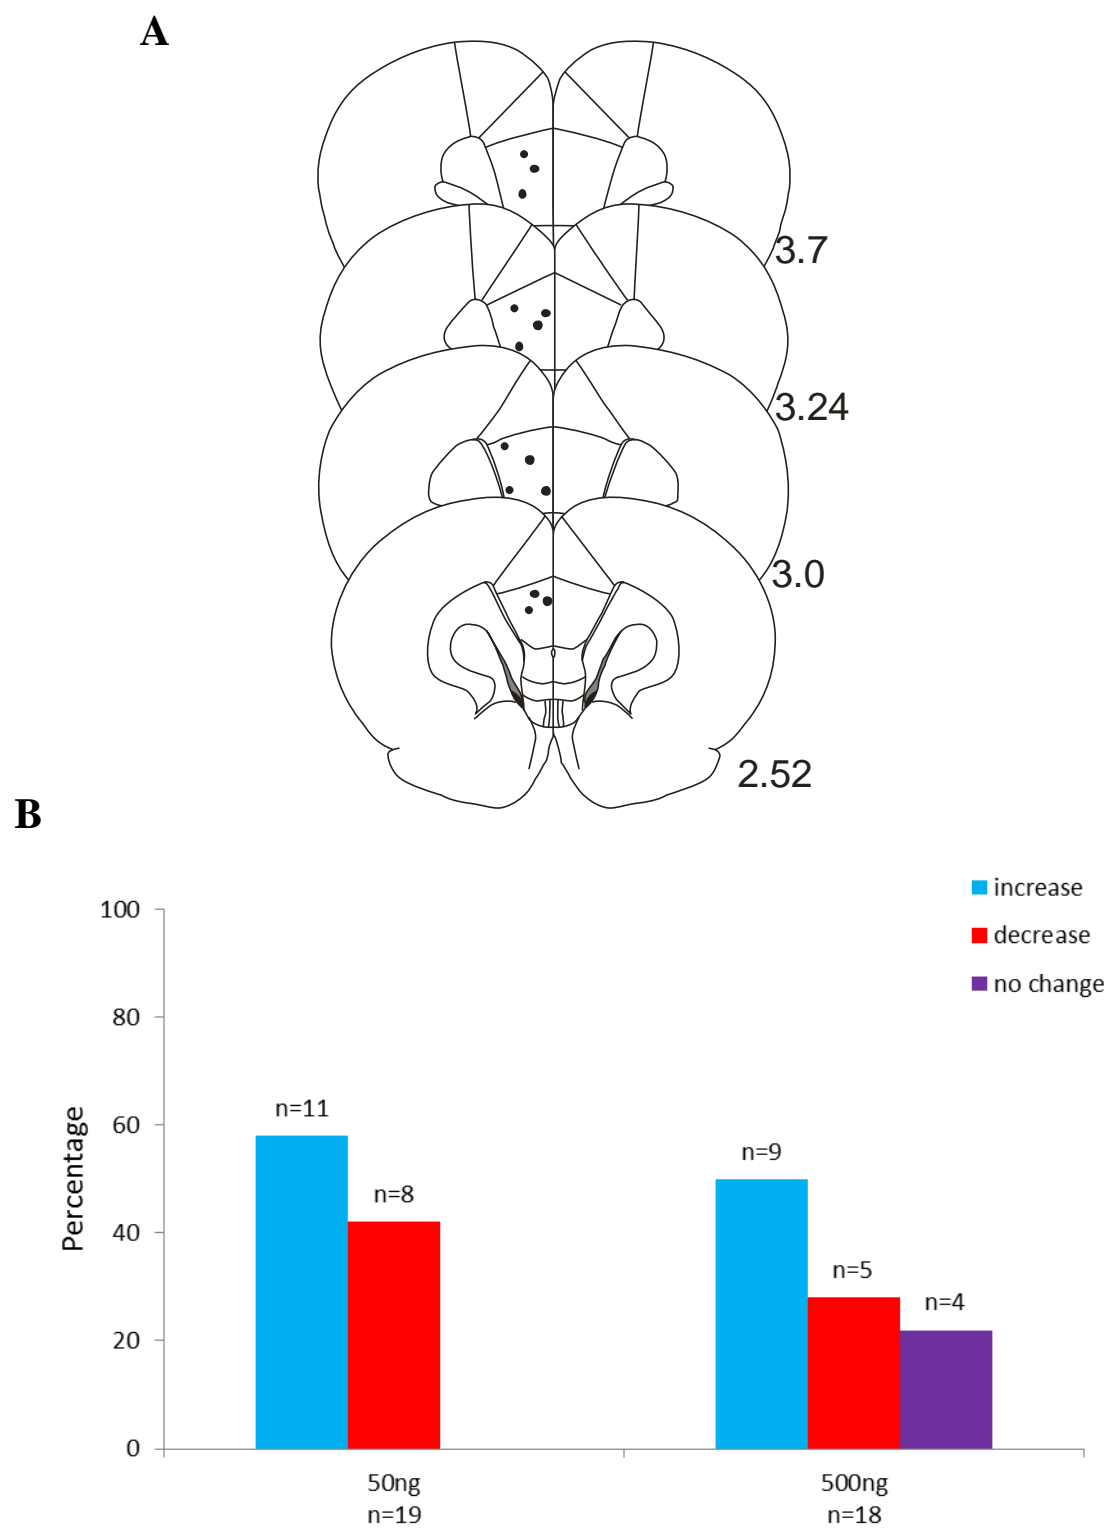 A
3.7
3.24
3.0
2.52
B
increase
decrease
no change
100
80
60
40
20
0
Percentage
n=11
n=8
n=9
n=5
n=4
50ng
n=19
500ng
n=18